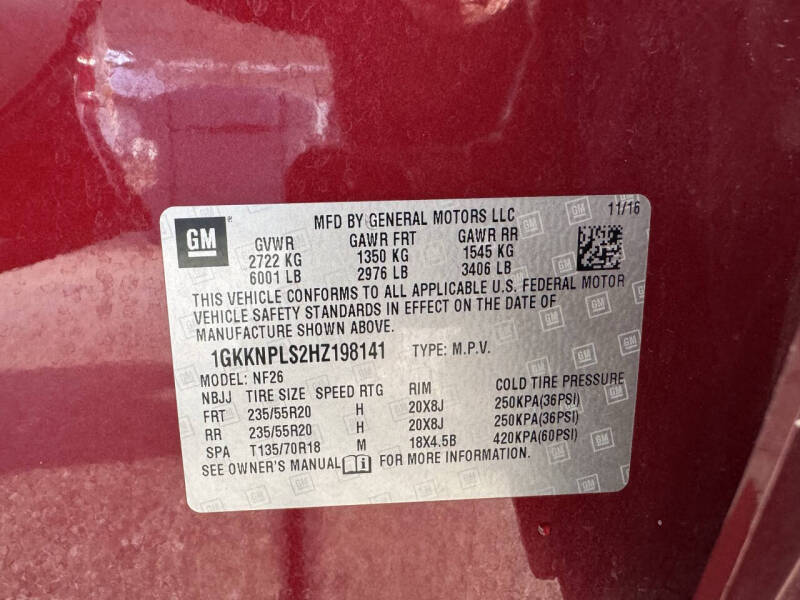 GM
MFD BY GENERAL MOTORS LLC 11/16
GVWR GAWR FRT GAWR RR
2722 KG 1350 KG 1545 KG
6001 LB 2976 LB 3406 LB
THIS VEHICLE CONFORMS TO ALL APPLICABLE U.S. FEDERAL MOTOR
VEHICLE SAFETY STANDARDS IN EFFECT ON THE DATE OF
MANUFACTURE SHOWN ABOVE.
1GKKNPLS2HZ198141 TYPE: M.P.V.
MODEL: NF26
NBJJ TIRE SIZE SPEED RTG RIM COLD TIRE PRESSURE
FRT 235/55R20 H 20X8J 250KPA(36PSI)
RR 235/55R20 H 20X8J 250KPA(36PSI)
SPA T135/70R18 M 18X4.5B 420KPA(60PSI)
SEE OWNER'S MANUAL FOR MORE INFORMATION.